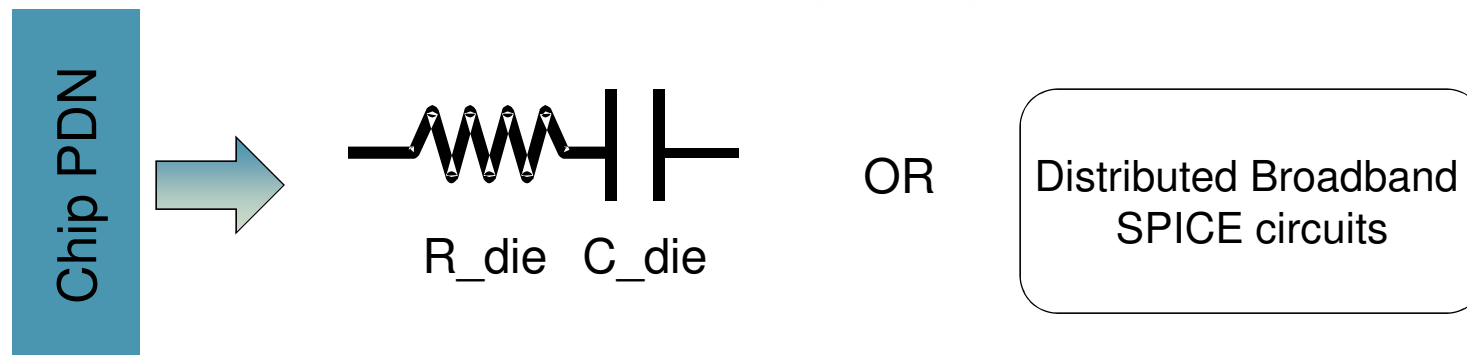 Chip PDN
R_die C_die
OR
Distributed Broadband
SPICE circuits